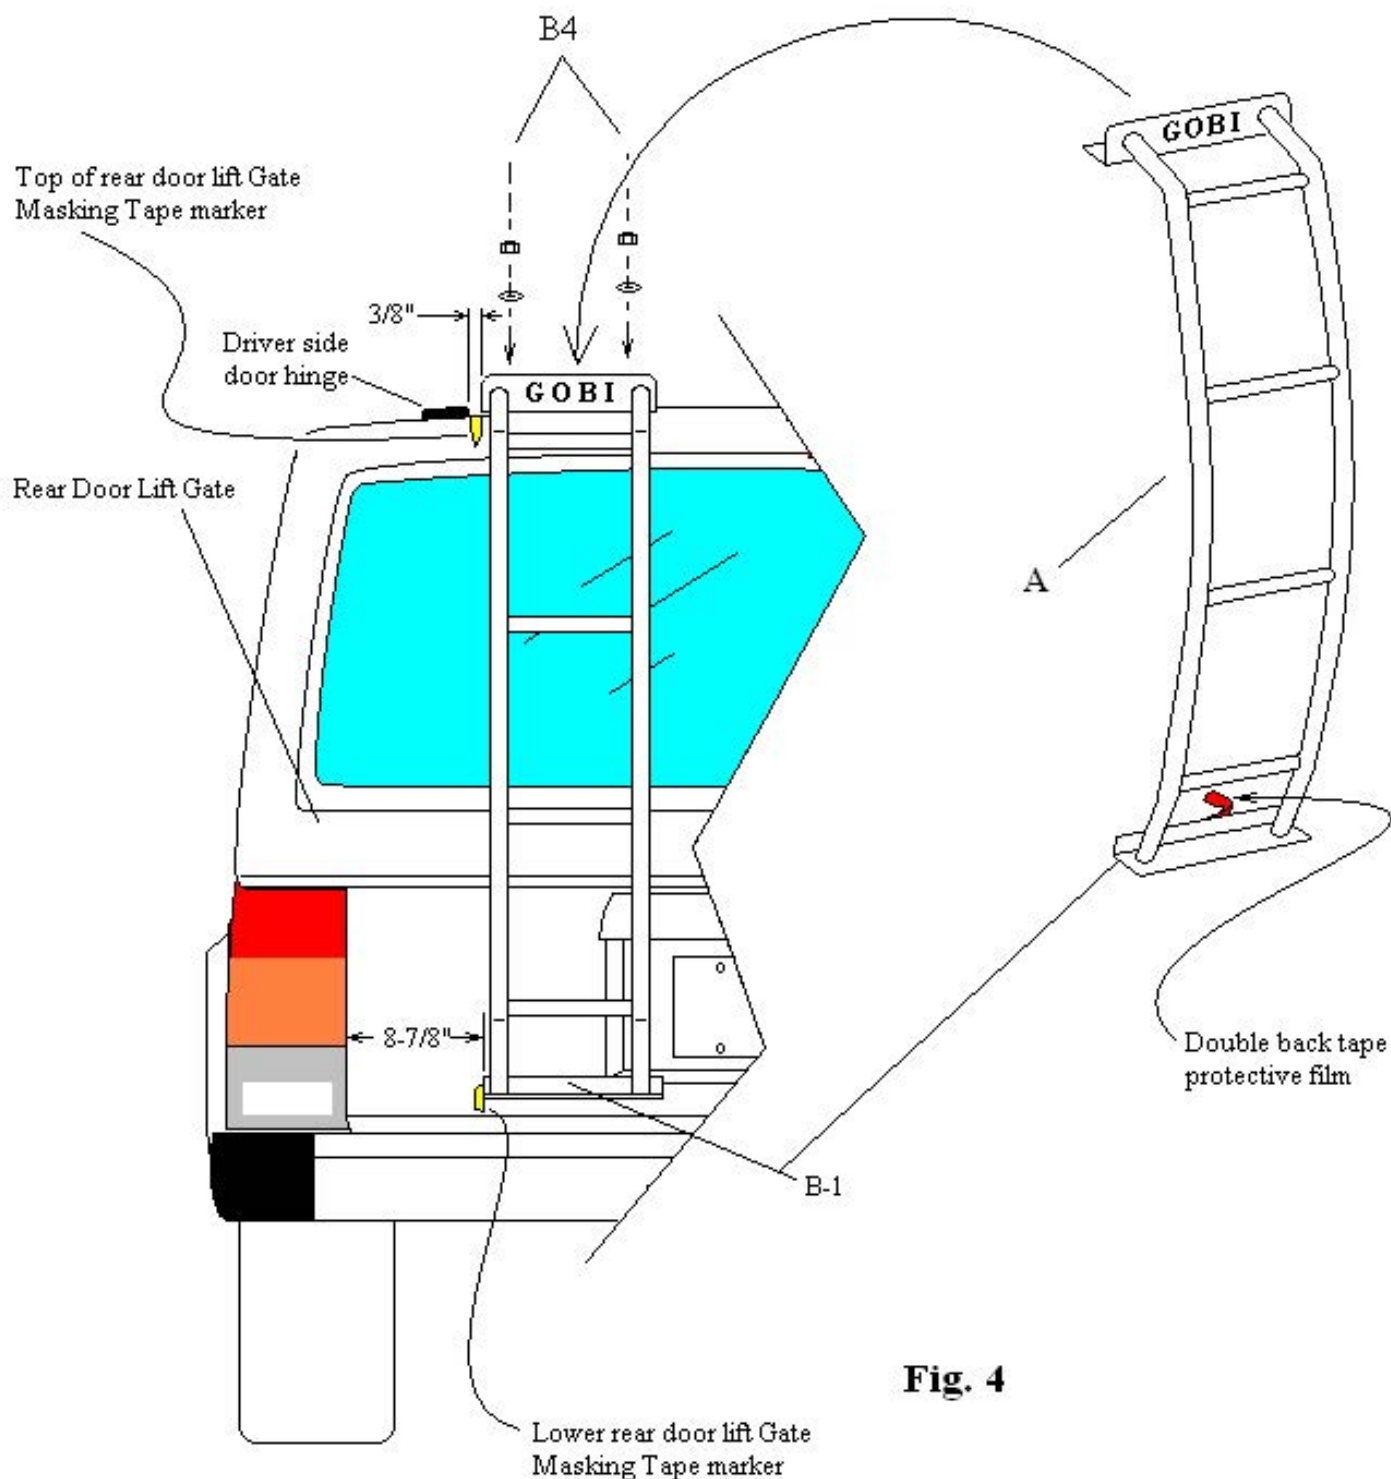 B4
GOBI
Top of rear door lift Gate
Masking Tape marker
3/8"
Driver side
door hinge
GOBI
Rear Door Lift Gate
A
8-7/8"
Double back tape
protective film
B-1
Fig. 4
Lower rear door lift Gate
Masking Tape marker